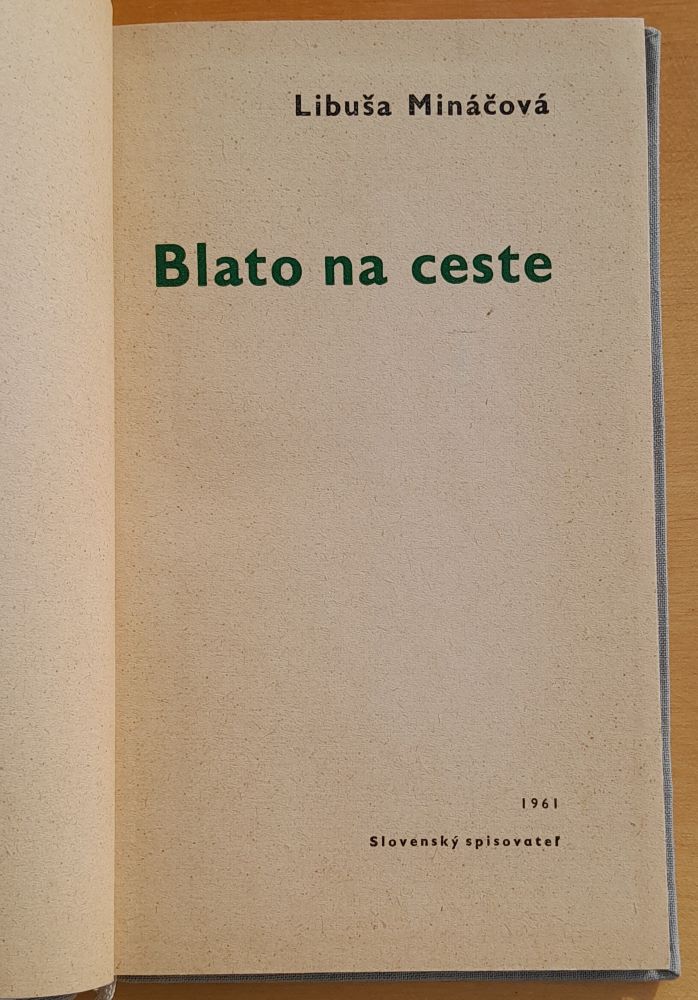 Libuša Mináčová
Blato na ceste
1961
Slovenský spisovateľ